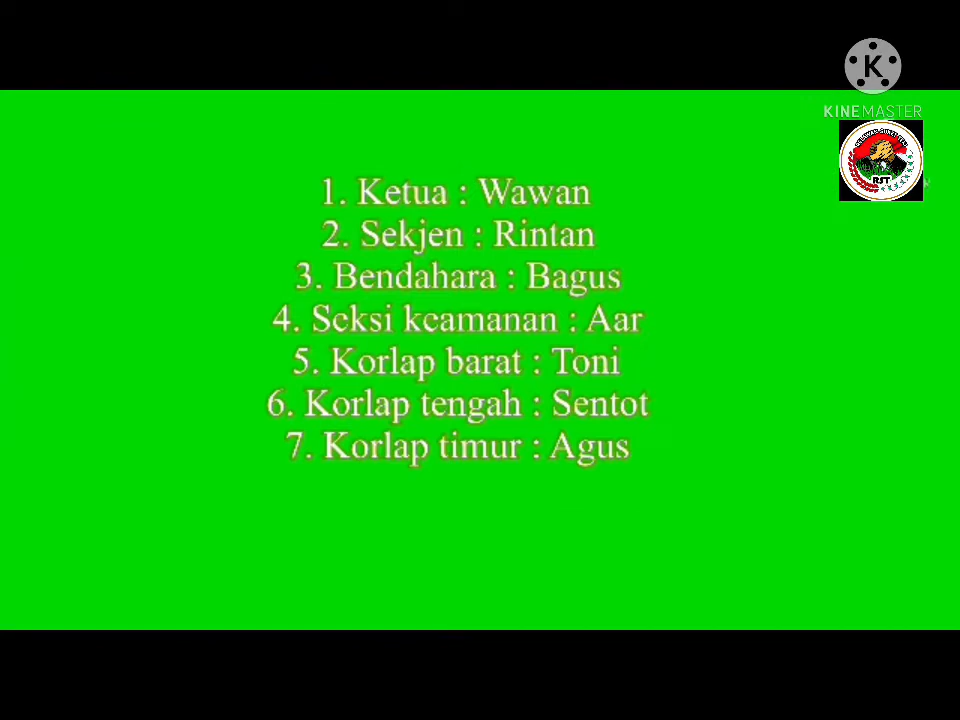 K
KINEMASTER
RST
1. Ketua : Wawan
2. Sekjen : Rintan
3. Bendahara : Bagus
4. Seksi keamanan : Aar
5. Korlap barat : Toni
6. Korlap tengah : Sentot
7. Korlap timur : Agus